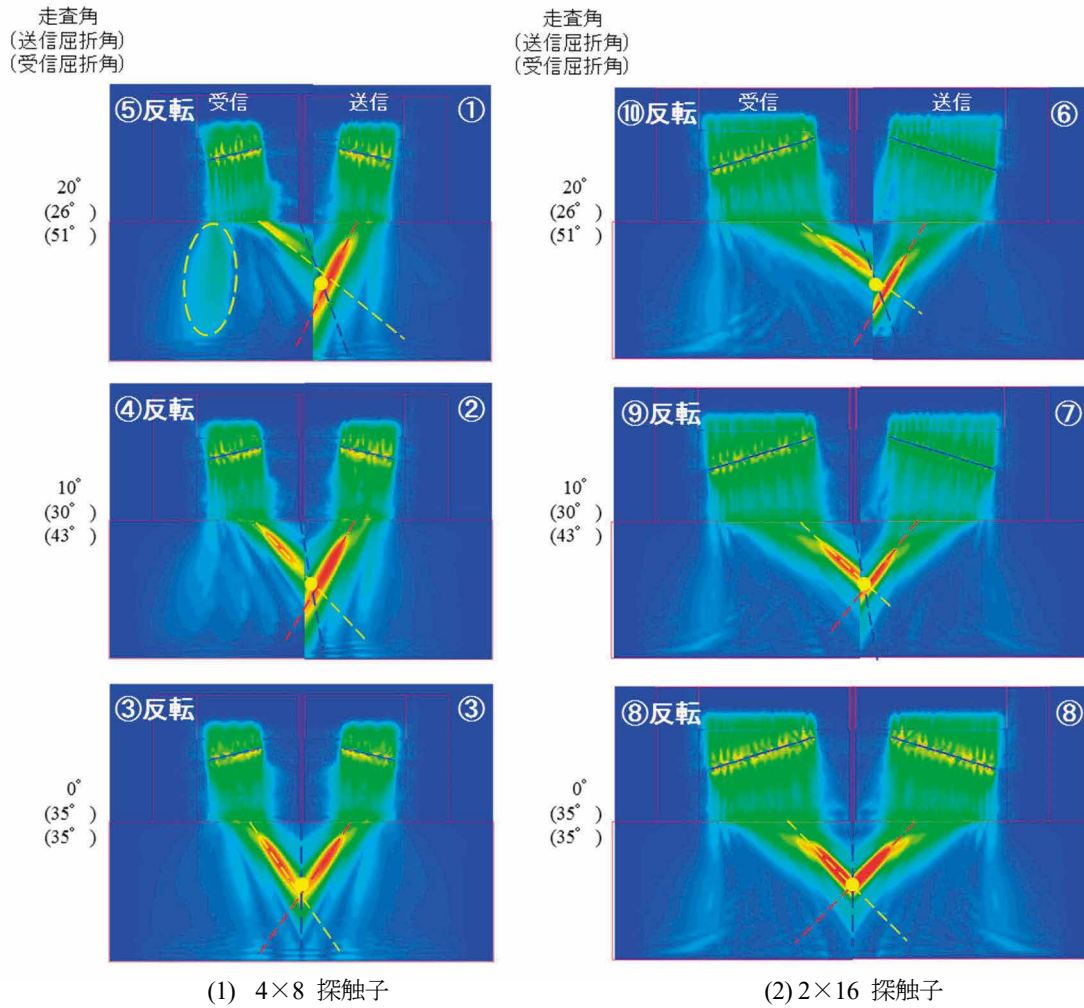 走査角
(送信屈折角)
(受信屈折角)
走査角
(送信屈折角)
(受信屈折角)
⑤反転
受信
送信
①
20°
(26° )
(51° )
④反転
②
10°
(30° )
(43° )
③反転
③
0°
(35° )
(35° )
(1) 4×8 探触子
⑩反転
受信
送信
⑥
20°
(26° )
(51° )
⑨反転
⑦
10°
(30° )
(43° )
⑧反転
⑧
0°
(35° )
(35° )
(2) 2×16 探触子